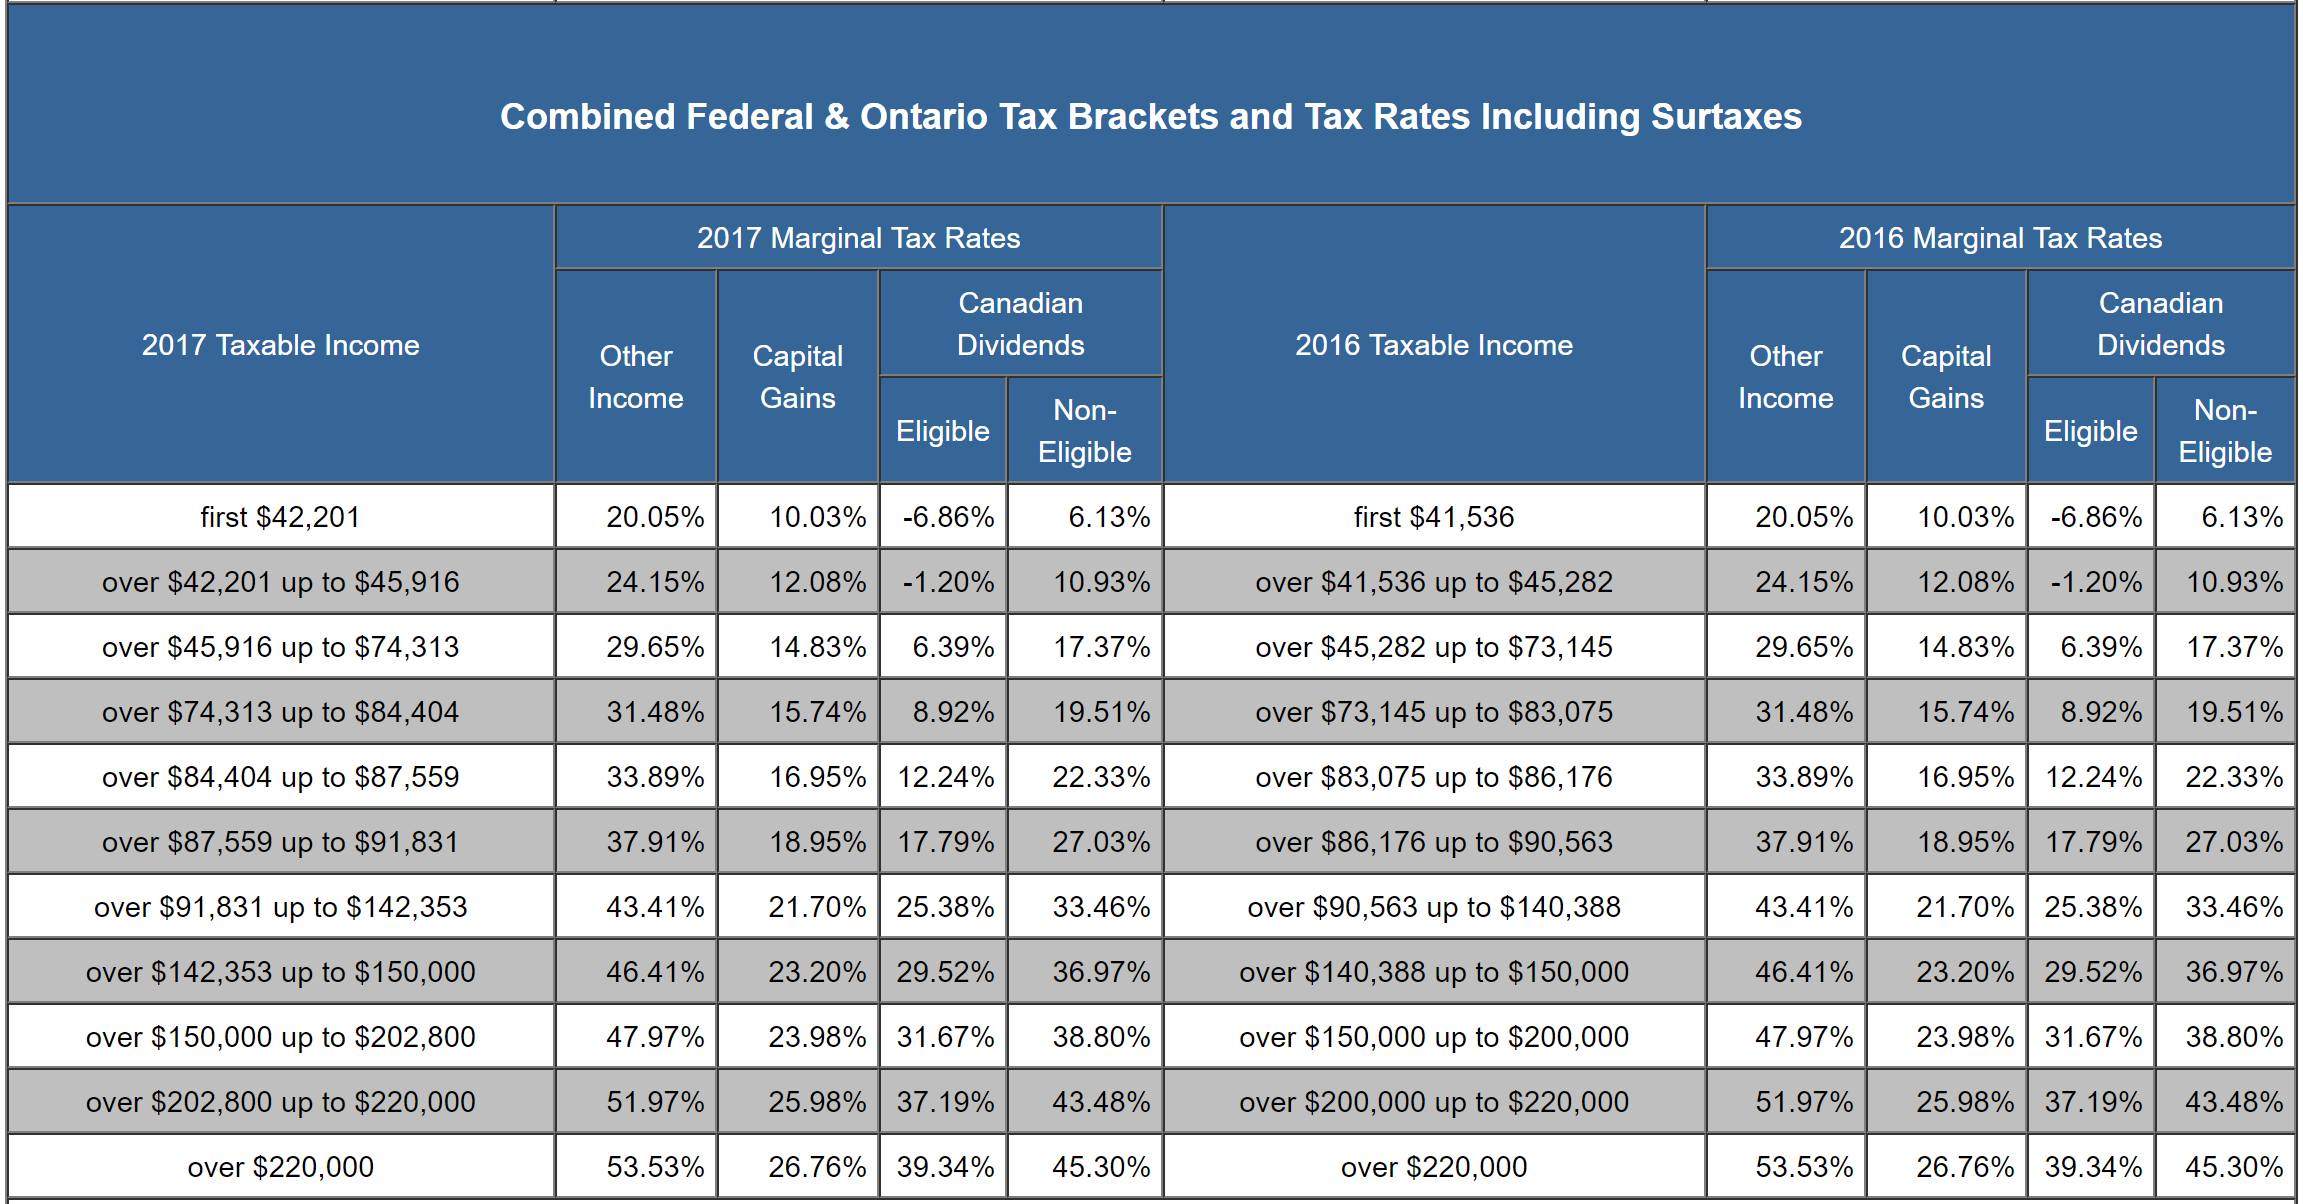 Combined Federal & Ontario Tax Brackets and Tax Rates Including Surtaxes
2017 Taxable Income
2017 Marginal Tax Rates
2016 Taxable Income
2016 Marginal Tax Rates
Other
Income
Capital
Gains
Canadian
Dividends
Other
Income
Capital
Gains
Canadian
Dividends
Eligible
Non-
Eligible
Eligible
Non-
Eligible
first $42,201 20.05% 10.03% -6.86% 6.13% first $41,536 20.05% 10.03% -6.86% 6.13%
over $42,201 up to $45,916 24.15% 12.08% -1.20% 10.93% over $41,536 up to $45,282 24.15% 12.08% -1.20% 10.93%
over $45,916 up to $74,313 29.65% 14.83% 6.39% 17.37% over $45,282 up to $73,145 29.65% 14.83% 6.39% 17.37%
over $74,313 up to $84,404 31.48% 15.74% 8.92% 19.51% over $73,145 up to $83,075 31.48% 15.74% 8.92% 19.51%
over $84,404 up to $87,559 33.89% 16.95% 12.24% 22.33% over $83,075 up to $86,176 33.89% 16.95% 12.24% 22.33%
over $87,559 up to $91,831 37.91% 18.95% 17.79% 27.03% over $86,176 up to $90,563 37.91% 18.95% 17.79% 27.03%
over $91,831 up to $142,353 43.41% 21.70% 25.38% 33.46% over $90,563 up to $140,388 43.41% 21.70% 25.38% 33.46%
over $142,353 up to $150,000 46.41% 23.20% 29.52% 36.97% over $140,388 up to $150,000 46.41% 23.20% 29.52% 36.97%
over $150,000 up to $202,800 47.97% 23.98% 31.67% 38.80% over $150,000 up to $200,000 47.97% 23.98% 31.67% 38.80%
over $202,800 up to $220,000 51.97% 25.98% 37.19% 43.48% over $200,000 up to $220,000 51.97% 25.98% 37.19% 43.48%
over $220,000 53.53% 26.76% 39.34% 45.30% over $220,000 53.53% 26.76% 39.34% 45.30%